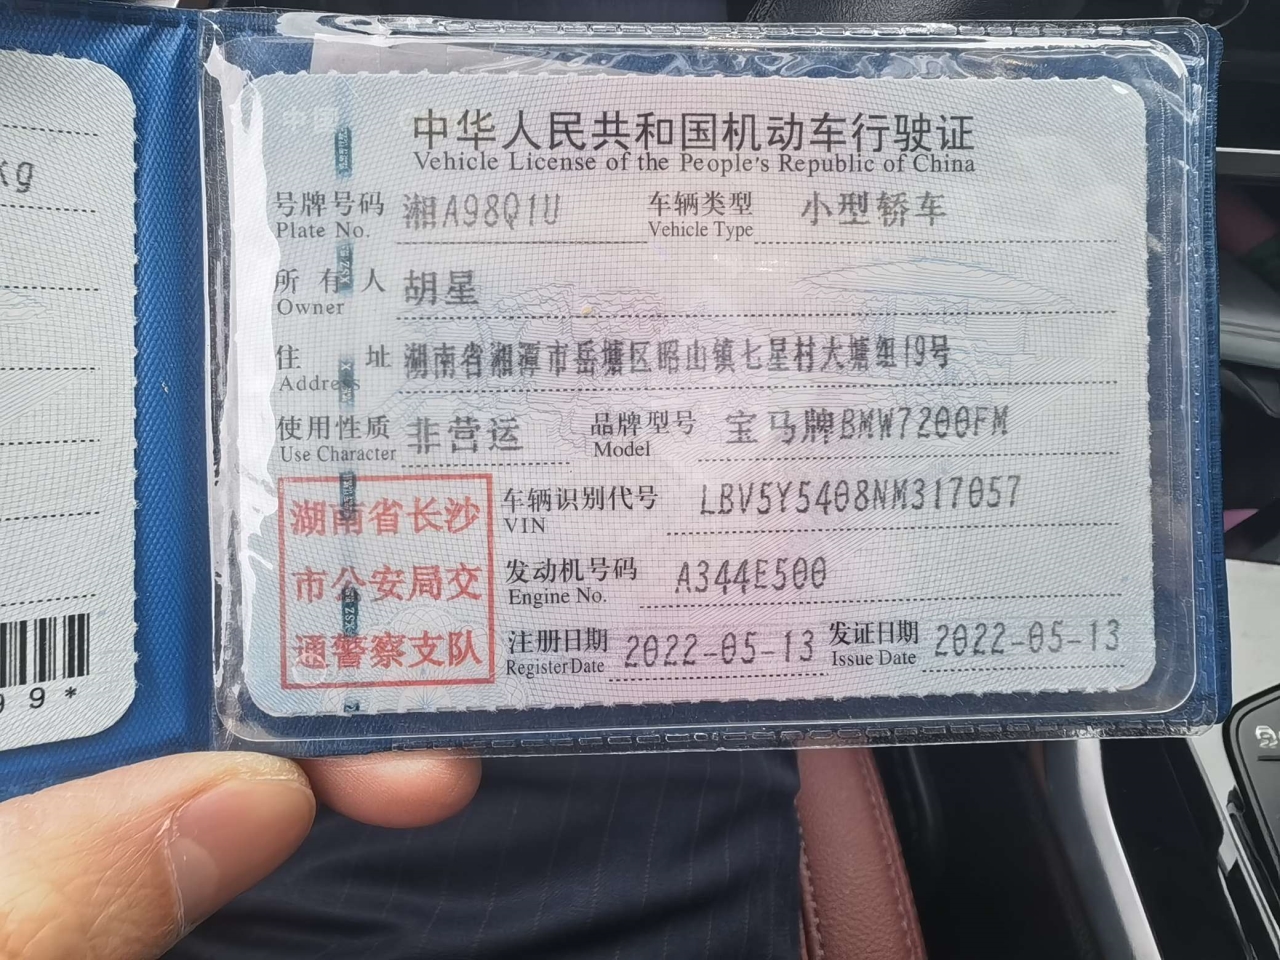 kg
99*
中华人民共和国机动车行驶证
Vehicle License of the People's Republic of China
号牌号码 湘A98Q1U 车辆类型 小型轿车
Plate No. Vehicle Type
所有人 胡星
Owner
住址 湖南省湘潭市岳塘区昭山镇七星村大塘组19号
Address
使用性质 非营运 品牌型号 宝马牌BMW7200FM
Use Character Model
湖南省长沙
市公安局交
通警察支队
车辆识别代号 LBV5Y5408NM317057
VIN
发动机号码 A344E500
Engine No.
注册日期 2022-05-13 发证日期 2022-05-13
Register Date Issue Date